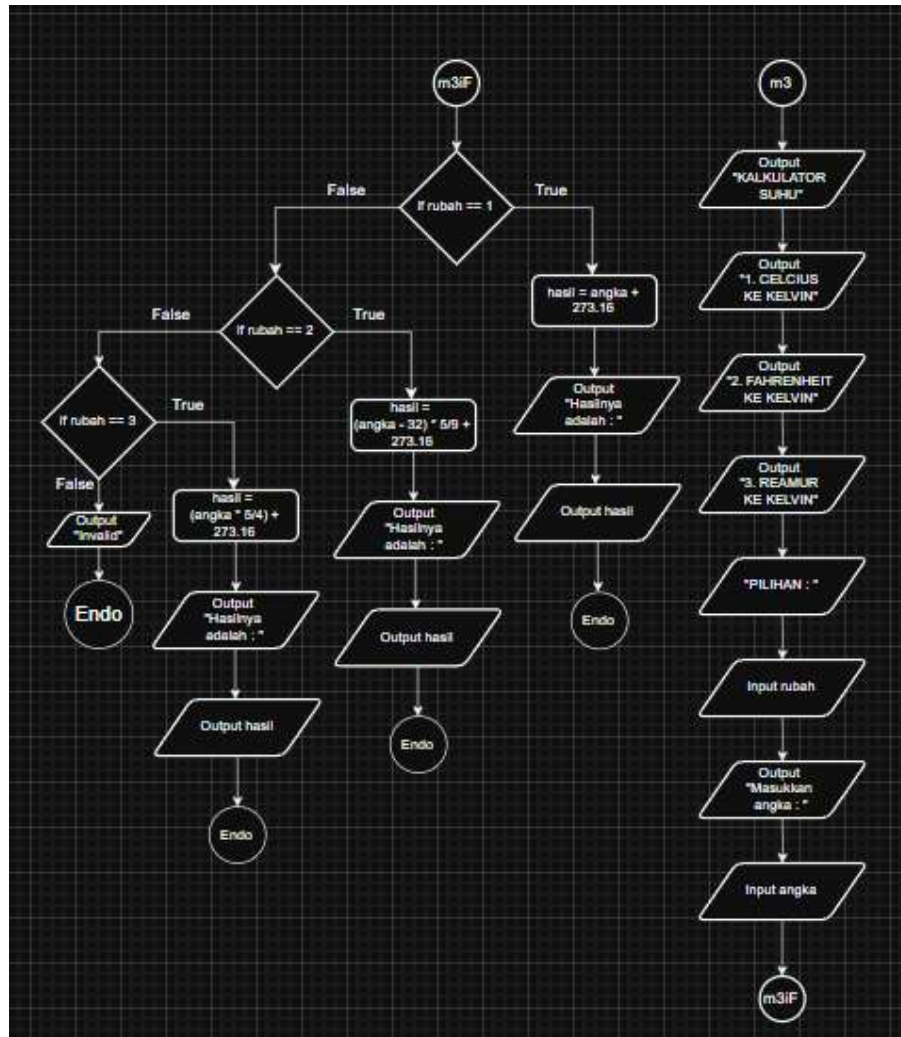 m3iF
If rubah == 1
False
True
If rubah == 2
False
True
If rubah == 3
True
False
Output
"Invalid"
Endo
hasil =
(angka * 5/4) +
273.16
Output
"Hasilnya
adalah : "
Output hasil
Endo
hasil =
(angka - 32) * 5/9 +
273.16
Output
"Hasilnya
adalah : "
Output hasil
Endo
hasil = angka +
273.16
Output
"Hasilnya
adalah : "
Output hasil
Endo
m3
Output
"KALKULATOR
SUHU"
Output
"1. CELCIUS
KE KELVIN"
Output
"2. FAHRENHEIT
KE KELVIN"
Output
"3. REAMUR
KE KELVIN"
"PILIHAN : "
Input rubah
Output
"Masukkan
angka : "
Input angka
m3iF